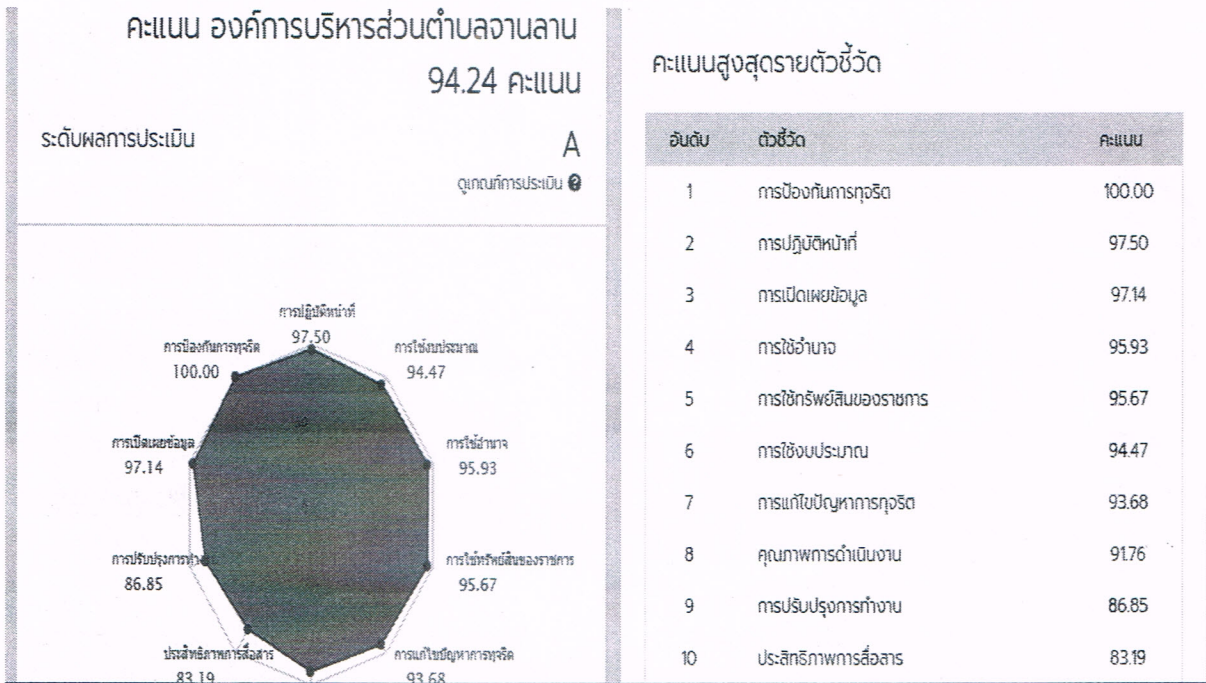 คะแนน องค์การบริหารส่วนตำบลจานลาน
94.24 คะแนน
ระดับผลการประเมิน
A
ดูเกณฑ์การประเมิน
การปฏิบัติหน้าที่
97.50
การป้องกันการทุจริต
100.00
การใช้งบประมาณ
94.47
การเปิดเผยข้อมูล
97.14
การใช้อำนาจ
95.93
การปรับปรุงการทำ
86.85
การใช้ทรัพย์สินของราชการ
95.67
ประสิทธิภาพการสื่อสาร
83.19
การแก้ไขปัญหาการทุจริต
93.68
คะแนนสูงสุดรายตัวชี้วัด
อันดับ ตัวชี้วัด คะแนน
1 การป้องกันการทุจริต 100.00
2 การปฏิบัติหน้าที่ 97.50
3 การเปิดเผยข้อมูล 97.14
4 การใช้อำนาจ 95.93
5 การใช้ทรัพย์สินของราชการ 95.67
6 การใช้งบประมาณ 94.47
7 การแก้ไขปัญหาการทุจริต 93.68
8 คุณภาพการดำเนินงาน 91.76
9 การปรับปรุงการทำงาน 86.85
10 ประสิทธิภาพการสื่อสาร 83.19